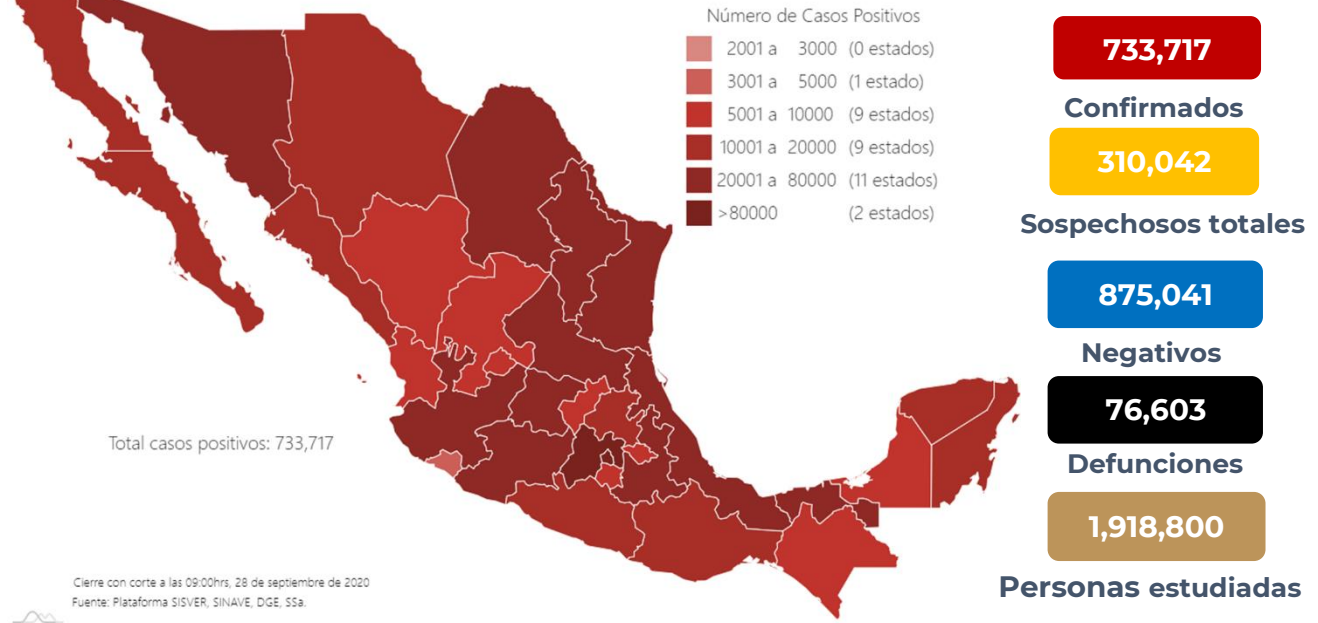 Número de Casos Positivos
2001 a 3000 (0 estados)
3001 a 5000 (1 estado)
5001 a 10000 (9 estados)
10001 a 20000 (9 estados)
20001 a 80000 (11 estados)
>80000 (2 estados)
733,717
Confirmados
310,042
Sospechosos totales
875,041
Negativos
76,603
Defunciones
1,918,800
Personas estudiadas
Total casos positivos: 733,717
Cierre con corte a las 09:00hrs, 28 de septiembre de 2020
Fuente: Plataforma SISVER, SINAVE, DGE, SSa.